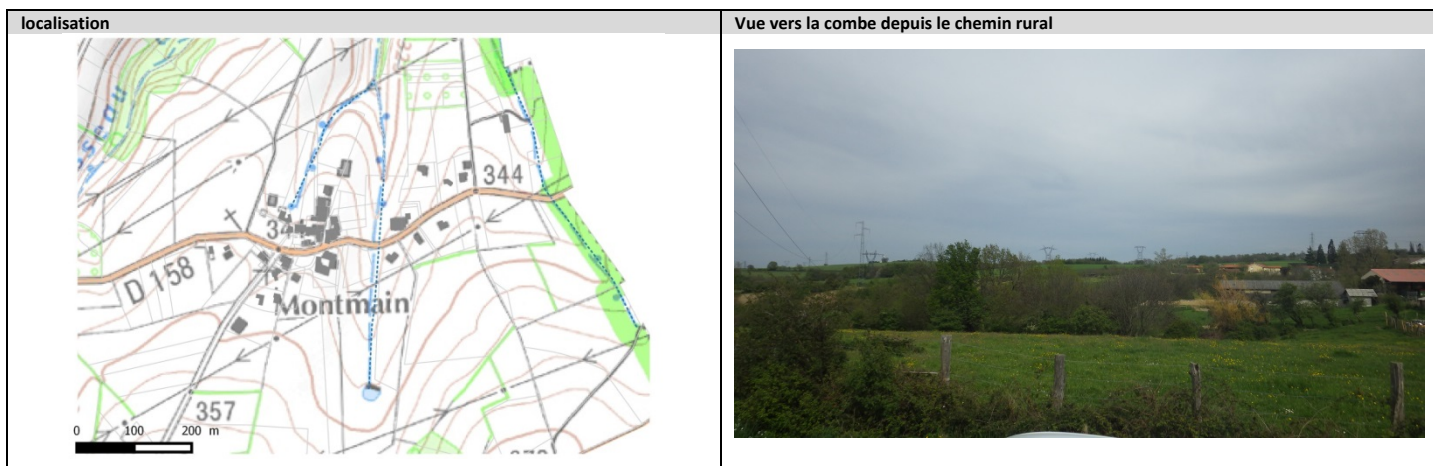 localisation
Vue vers la combe depuis le chemin rural
344
34
D 158
Montmain
357
0 100 200 m